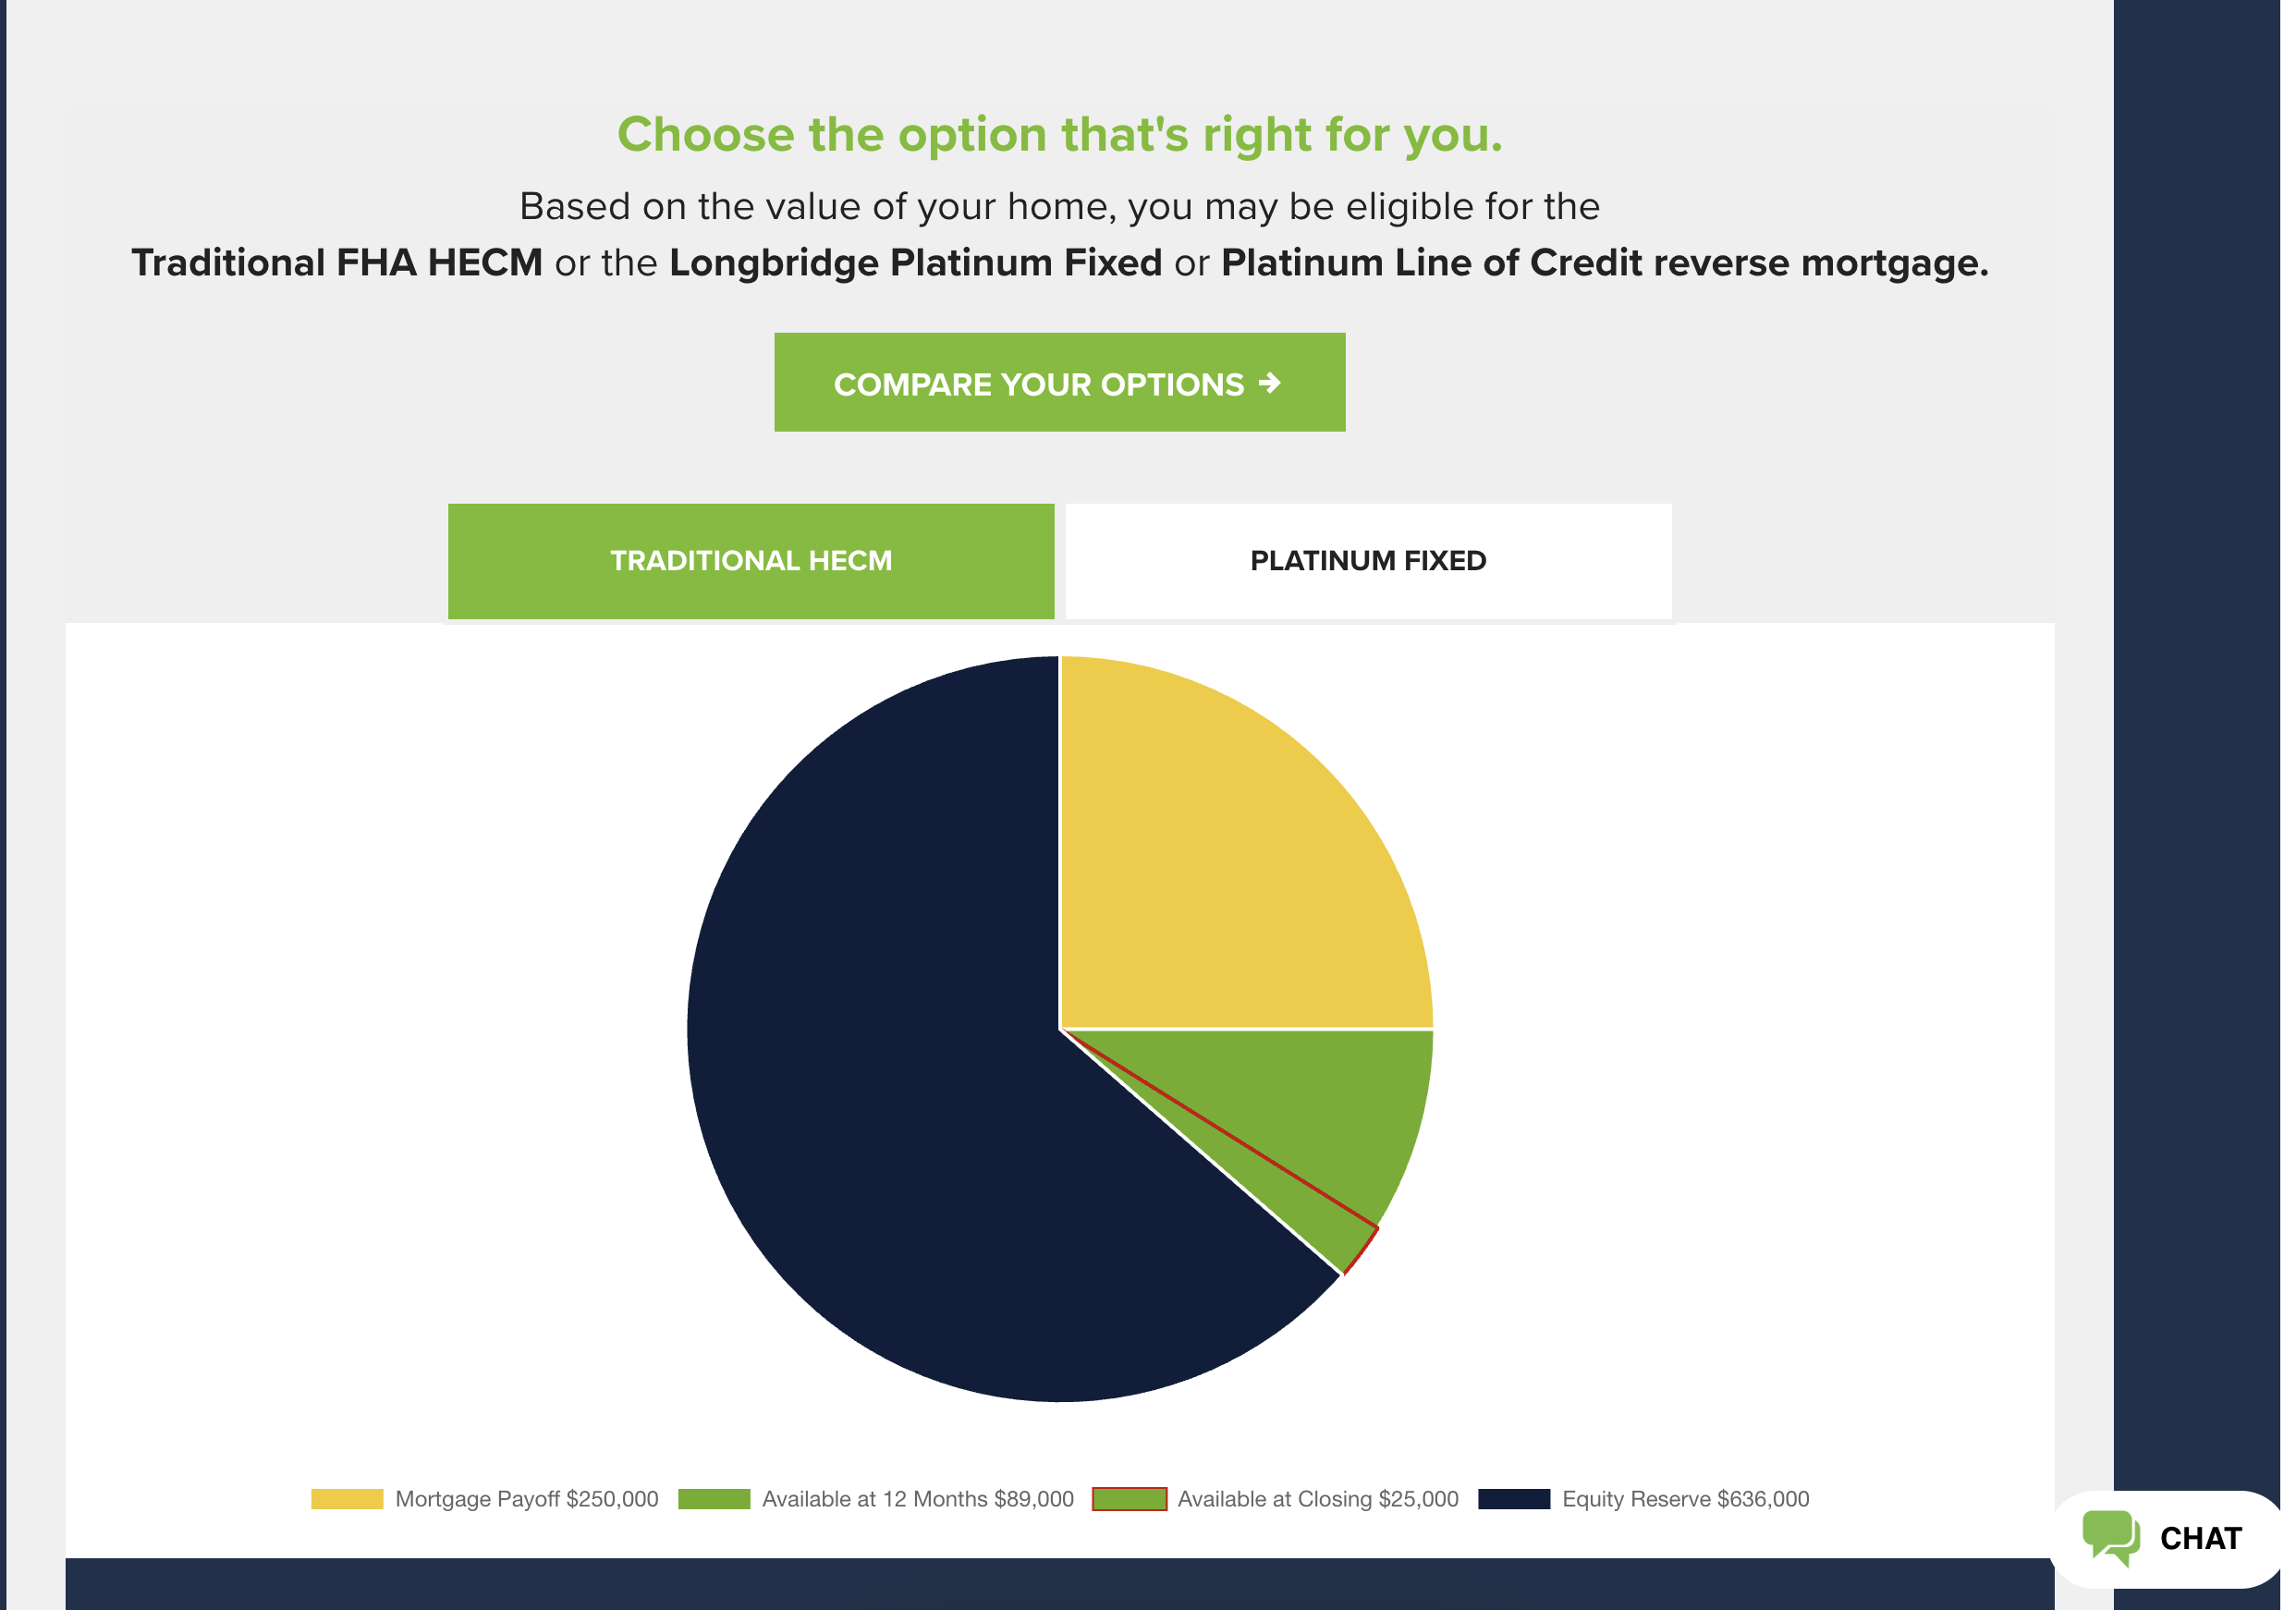 Choose the option that's right for you.
Based on the value of your home, you may be eligible for the
Traditional FHA HECM or the Longbridge Platinum Fixed or Platinum Line of Credit reverse mortgage.
COMPARE YOUR OPTIONS →
TRADITIONAL HECM
PLATINUM FIXED
Mortgage Payoff $250,000 Available at 12 Months $89,000 Available at Closing $25,000 Equity Reserve $636,000
CHAT